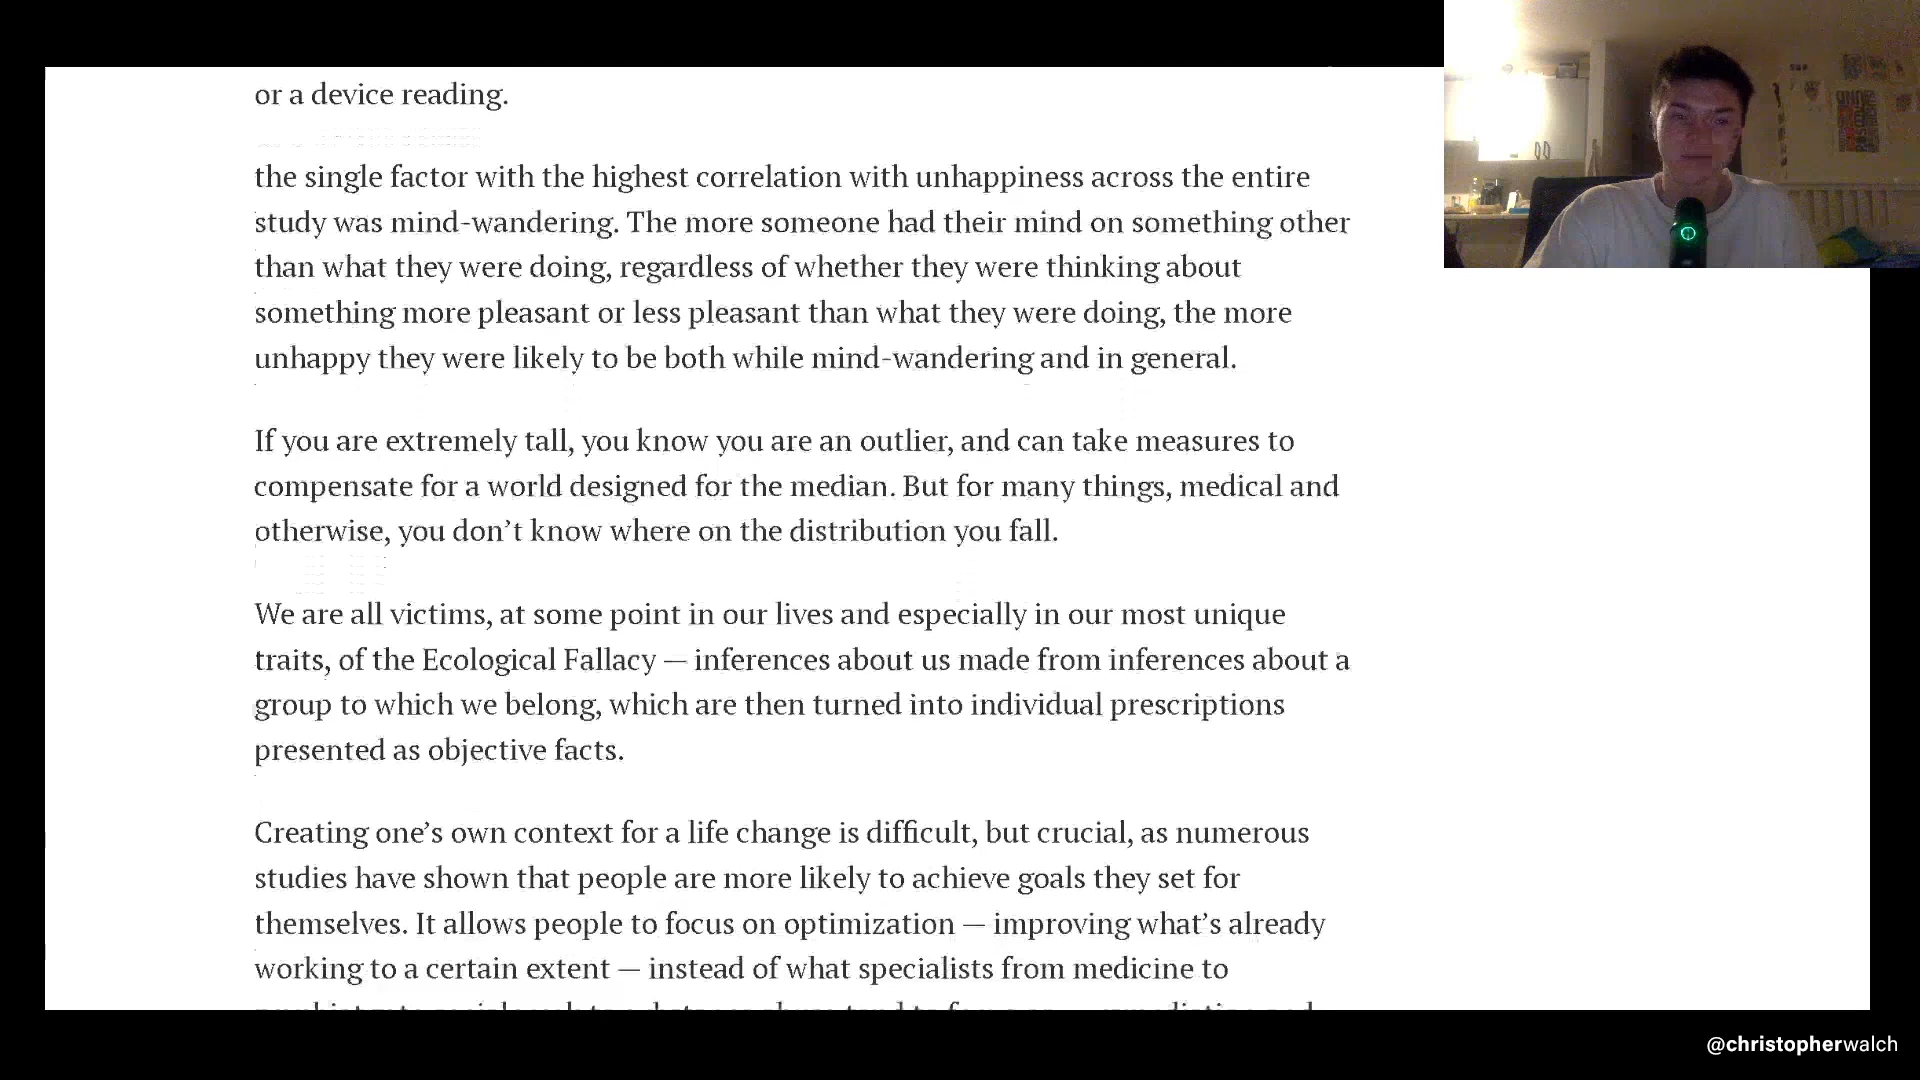 or a device reading.
the single factor with the highest correlation with unhappiness across the entire
study was mind-wandering. The more someone had their mind on something other
than what they were doing, regardless of whether they were thinking about
something more pleasant or less pleasant than what they were doing, the more
unhappy they were likely to be both while mind-wandering and in general.
If you are extremely tall, you know you are an outlier, and can take measures to
compensate for a world designed for the median. But for many things, medical and
otherwise, you don’t know where on the distribution you fall.
We are all victims, at some point in our lives and especially in our most unique
traits, of the Ecological Fallacy — inferences about us made from inferences about a
group to which we belong, which are then turned into individual prescriptions
presented as objective facts.
Creating one’s own context for a life change is difficult, but crucial, as numerous
studies have shown that people are more likely to achieve goals they set for
themselves. It allows people to focus on optimization — improving what’s already
working to a certain extent — instead of what specialists from medicine to
@christopherwalch